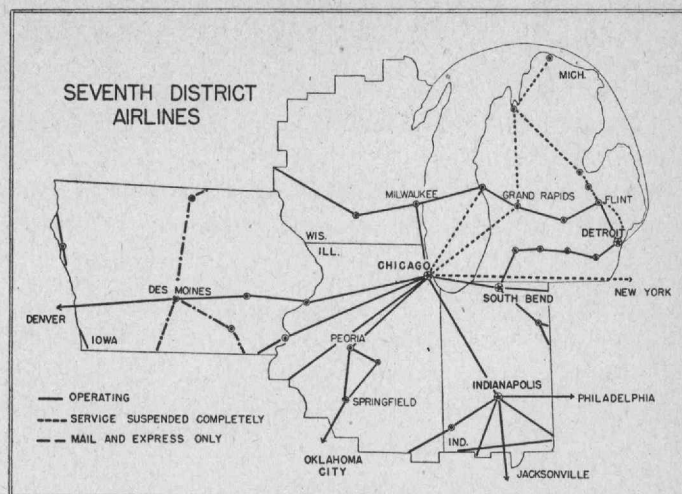 SEVENTH DISTRICT
AIRLINES
MICH.
MILWAUKEE
GRAND RAPIDS
FLINT
DETROIT
WIS.
ILL.
CHICAGO
SOUTH BEND
NEW YORK
DES MOINES
DENVER
IOWA
PEORIA
SPRINGFIELD
INDIANAPOLIS
PHILADELPHIA
IND.
OKLAHOMA
CITY
JACKSONVILLE
OPERATING
SERVICE SUSPENDED COMPLETELY
MAIL AND EXPRESS ONLY